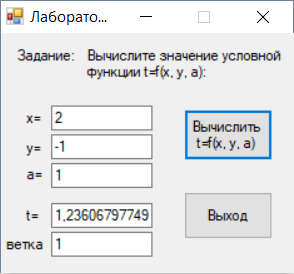 Лаборато...
Задание: Вычислите значение условной
функции t=f(x, y, a):
x= 2
y= -1
a= 1
Вычислить
t=f(x, y, a)
t= 1,23606797749
ветка 1
Выход